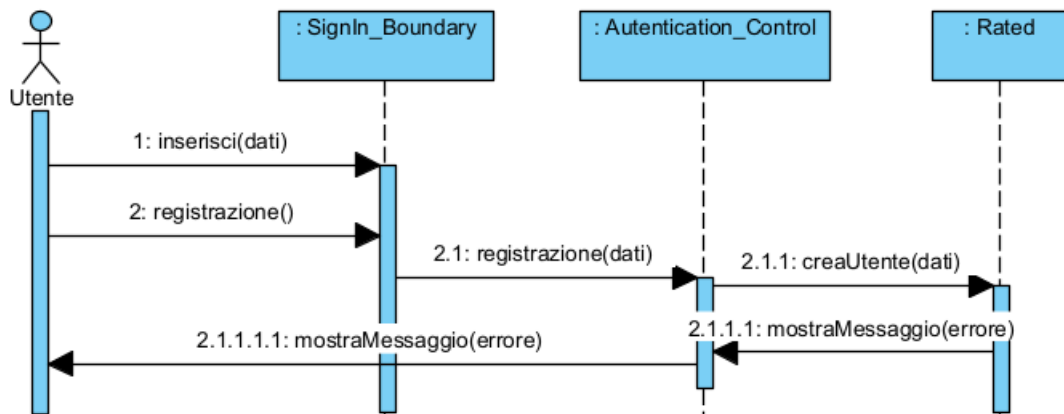 : SignIn_Boundary
: Autentication_Control
: Rated
Utente
1: inserisci(dati)
2: registrazione()
2.1: registrazione(dati)
2.1.1: creaUtente(dati)
2.1.1.1: mostraMessaggio(errore)
2.1.1.1.1: mostraMessaggio(errore)